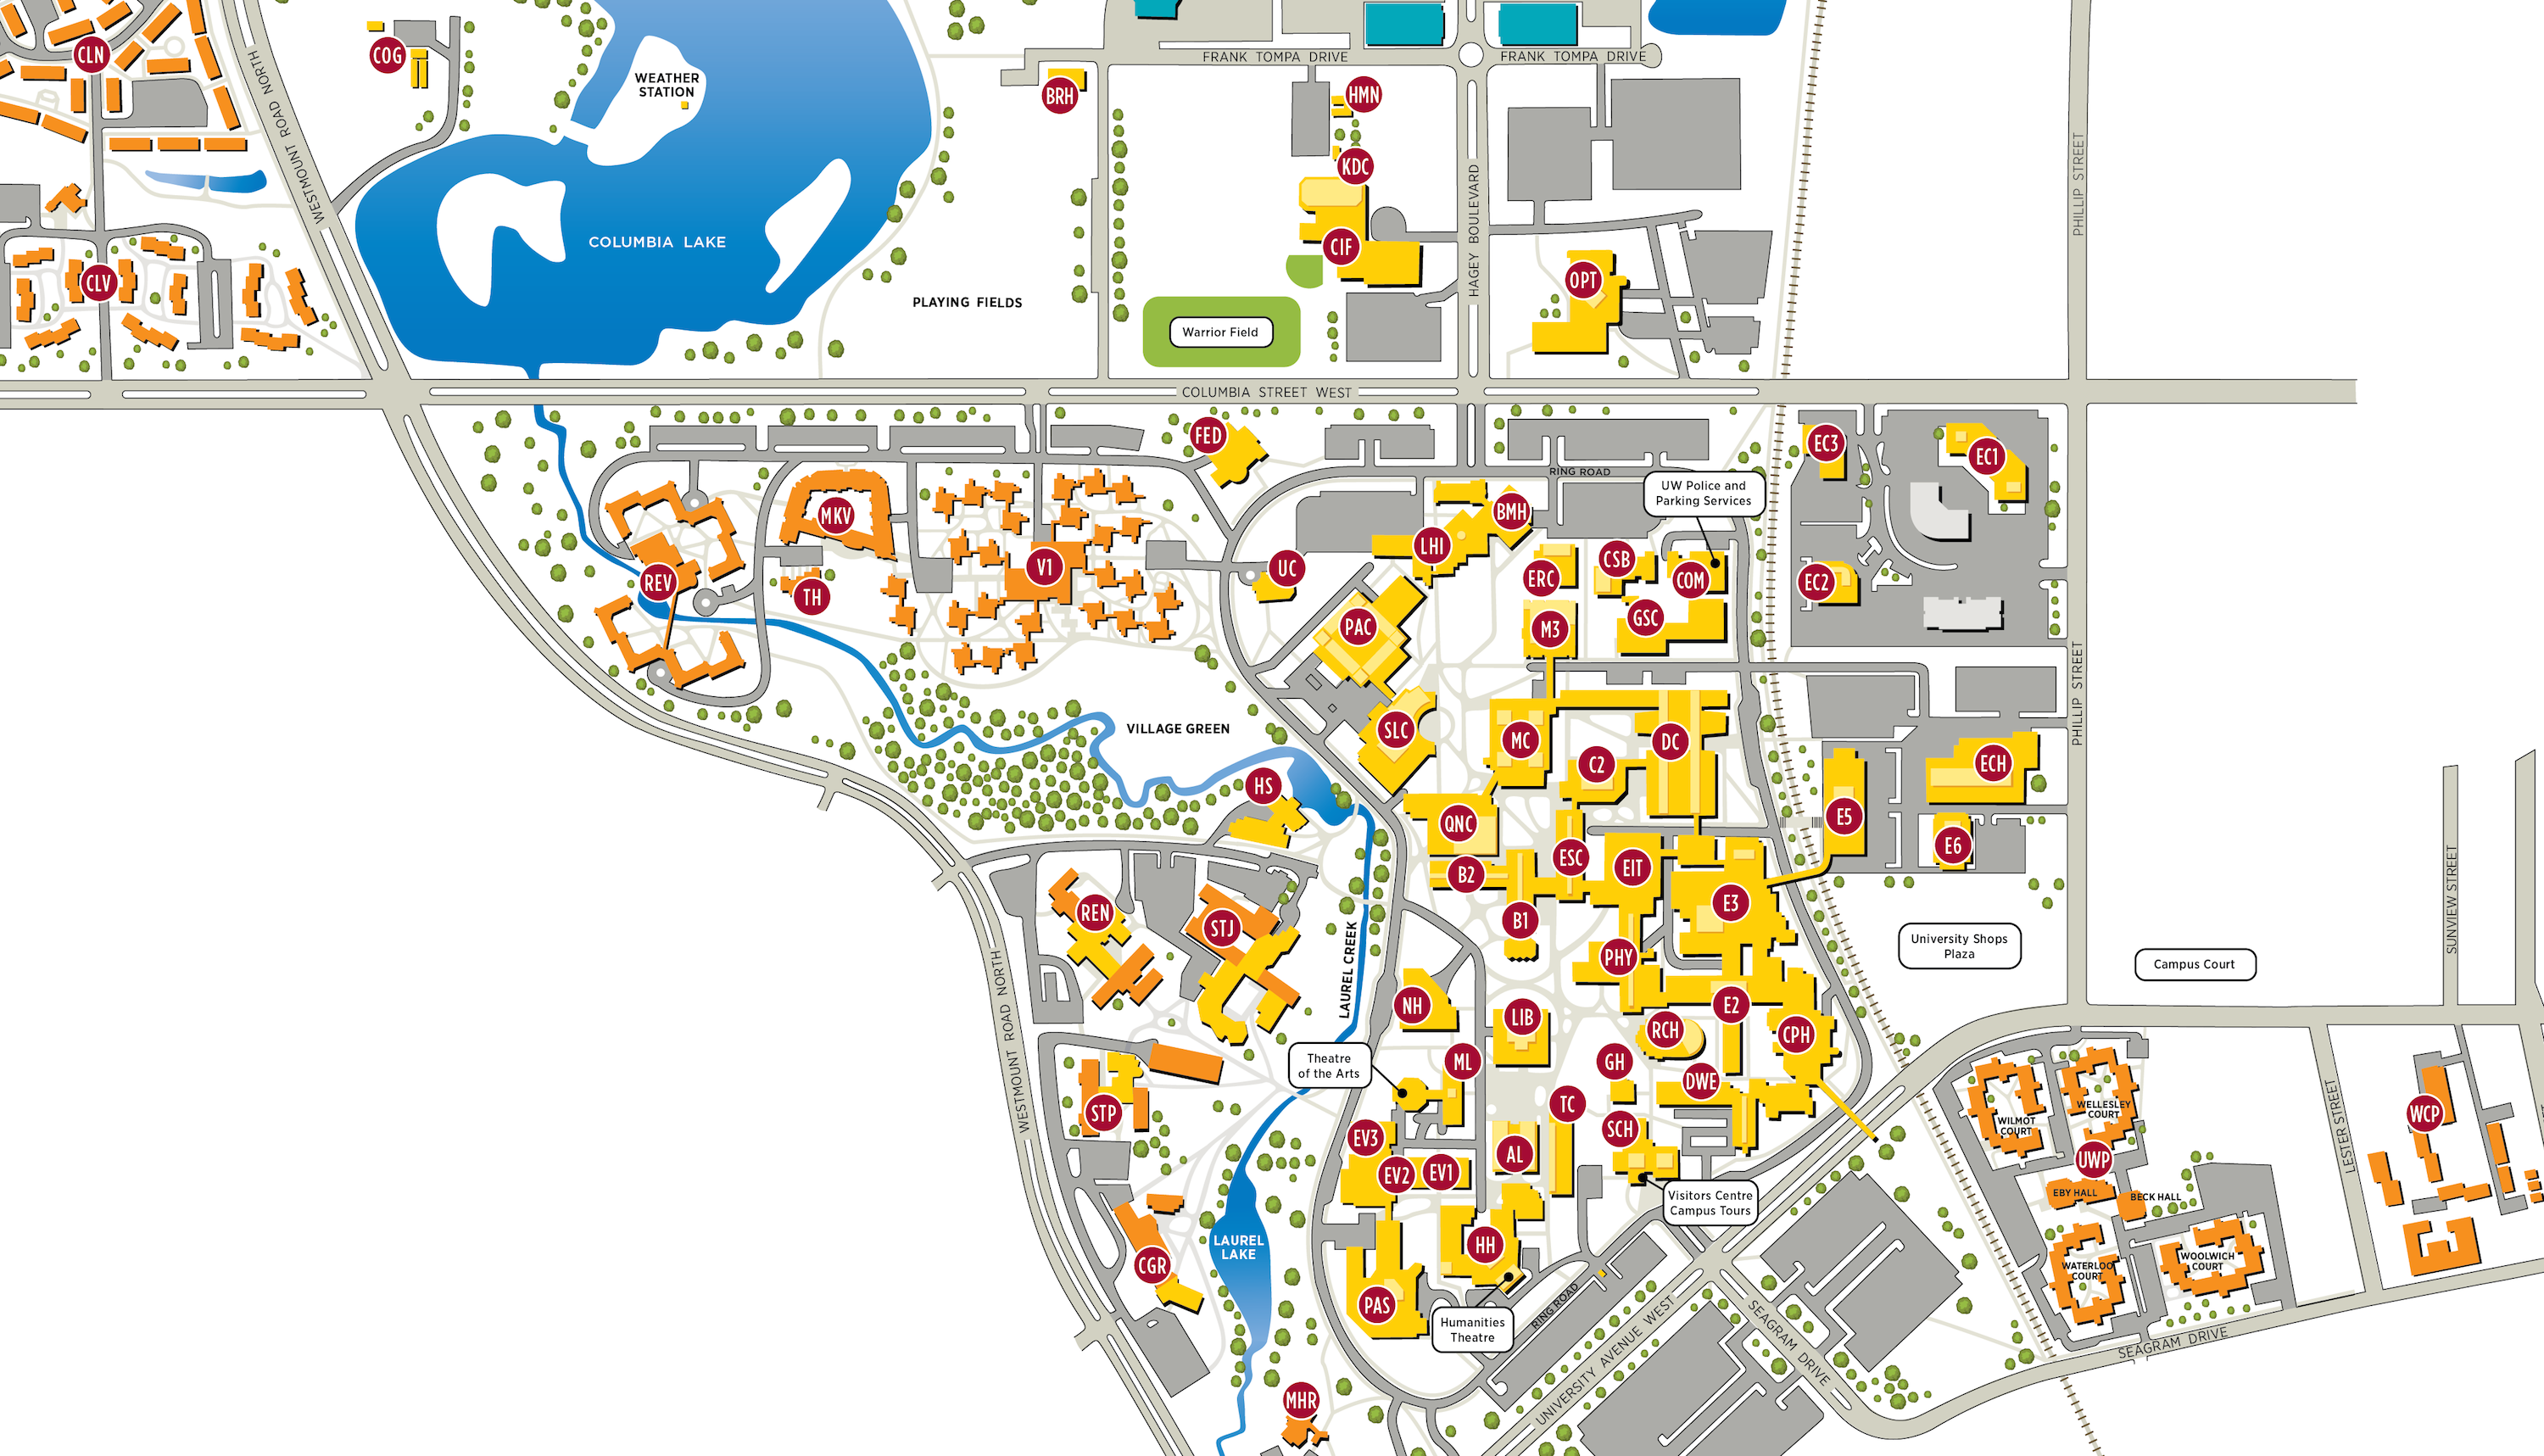 CLN
COG
WESTMOUNT ROAD NORTH
WEATHER
STATION
COLUMBIA LAKE
CLV
PLAYING FIELDS
BRH
FRANK TOMPA DRIVE
FRANK TOMPA DRIVE
HMN
KDC
CIF
HAGEY BOULEVARD
OPT
Warrior Field
PHILLIP STREET
COLUMBIA STREET WEST
FED
RING ROAD
UW Police and
Parking Services
EC3
EC1
EC2
MKV
REV
TH
V1
UC
LHI
BMH
ERC
CSB
COM
GSC
M3
PAC
SLC
MC
C2
DC
VILLAGE GREEN
HS
QNC
B2
B1
ESC
EIT
E3
E5
ECH
E6
PHILLIP STREET
SUNVIEW STREET
REN
STJ
LAUREL CREEK
PHY
University Shops
Plaza
Campus Court
WESTMOUNT ROAD NORTH
NH
LIB
RCH
E2
CPH
Theatre
of the Arts
ML
GH
DWE
TC
SCH
STP
EV3
EV2
EV1
AL
Visitors Centre
Campus Tours
WILMOT
COURT
WELLESLEY
COURT
UWP
EBY HALL
BECK HALL
WATERLOO
COURT
WOOLWICH
COURT
LESTER STREET
WCP
CGR
LAUREL
LAKE
HH
PAS
Humanities
Theatre
RING ROAD
UNIVERSITY AVENUE WEST
SEAGRAM DRIVE
SEAGRAM DRIVE
MHR